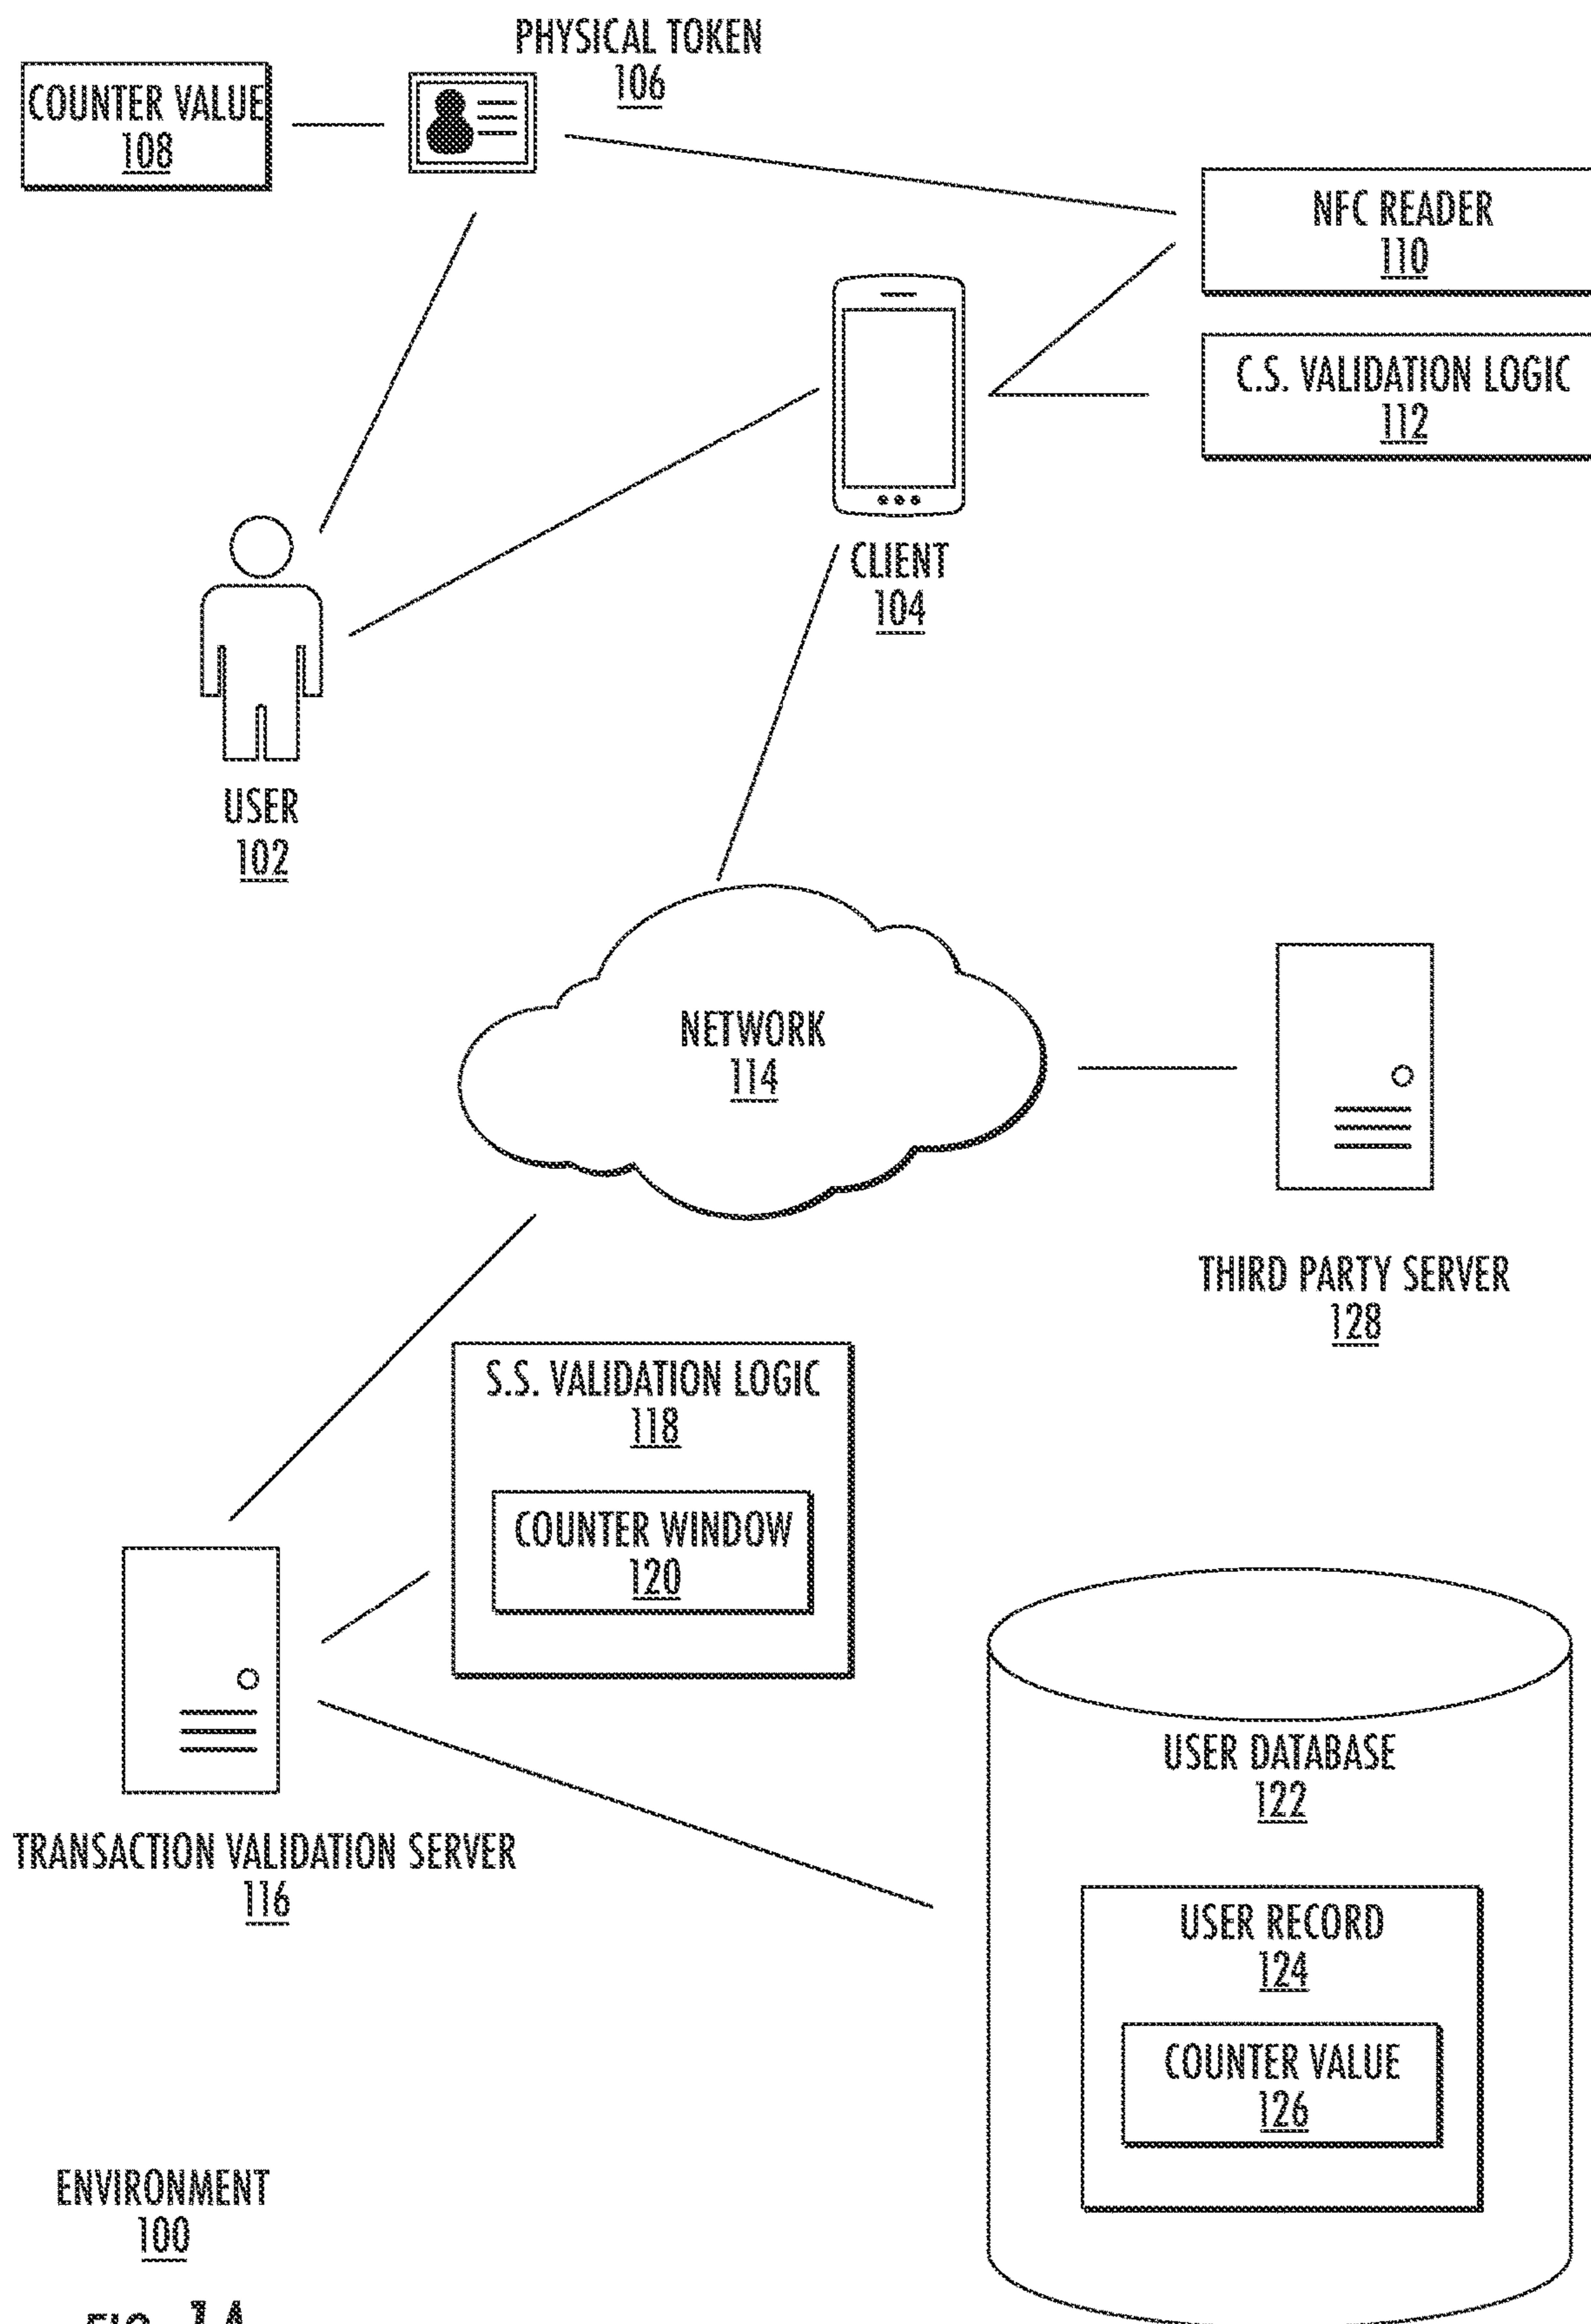 PHYSICAL TOKEN
106
COUNTER VALUE
108
NFC READER
110
C.S. VALIDATION LOGIC
112
CLIENT
104
USER
102
NETWORK
114
THIRD PARTY SERVER
128
S.S. VALIDATION LOGIC
118
COUNTER WINDOW
120
USER DATABASE
122
TRANSACTION VALIDATION SERVER
116
USER RECORD
124
COUNTER VALUE
126
ENVIRONMENT
100
FIG. 1A